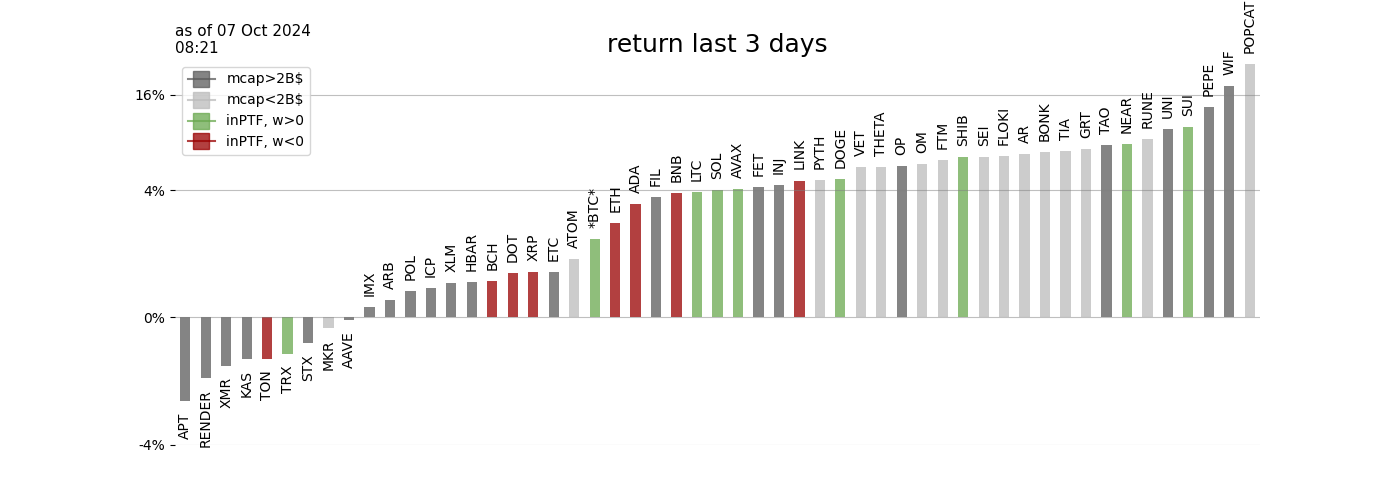 as of 07 Oct 2024
08:21
return last 3 days
mcap>2B$
mcap<2B$
inPTF, w>0
inPTF, w<0
16%
4%
0%
-4%
APT
RENDER
XMR
KAS
TON
TRX
STX
MKR
AAVE
IMX
ARB
POL
ICP
XLM
HBAR
BCH
DOT
XRP
ETC
ATOM
*BTC*
ETH
ADA
FIL
BNB
LTC
SOL
AVAX
FET
INJ
LINK
PYTH
DOGE
VET
THETA
OP
OM
FTM
SHIB
SEI
FLOKI
AR
BONK
TIA
GRT
TAO
NEAR
RUNE
UNI
SUI
PEPE
WIF
POPCAT